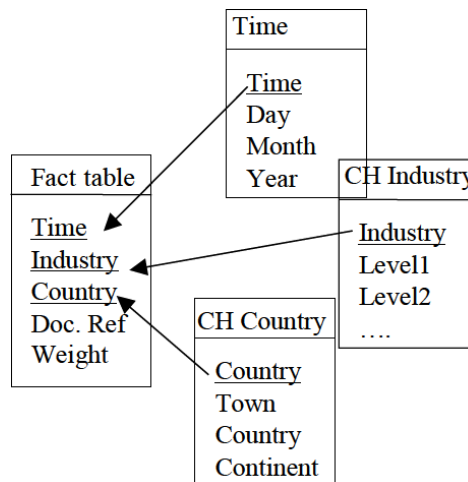 Time
Time
Day
Month
Year
Fact table
Time
Industry
Country
Doc. Ref
Weight
CH Industry
Industry
Level1
Level2
….
CH Country
Country
Town
Country
Continent